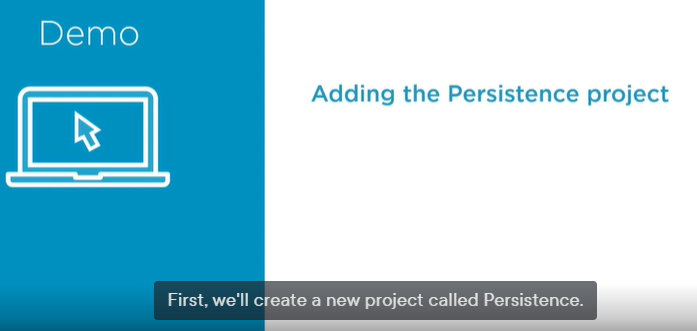 Demo
Adding the Persistence project
First, we'll create a new project called Persistence.